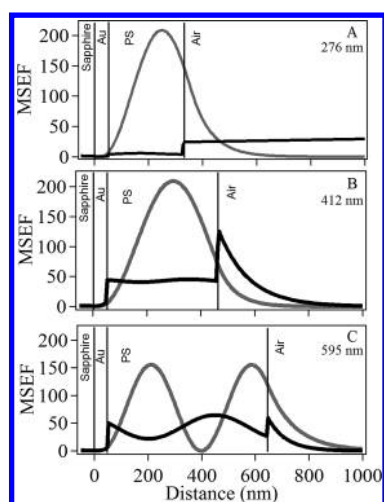 A
276 nm
Sapphire
Au
PS
Air
MSEF
200
150
100
50
0
B
412 nm
Sapphire
Au
PS
Air
MSEF
200
150
100
50
0
C
595 nm
Sapphire
Au
PS
Air
MSEF
200
150
100
50
0
0 200 400 600 800 1000
Distance (nm)